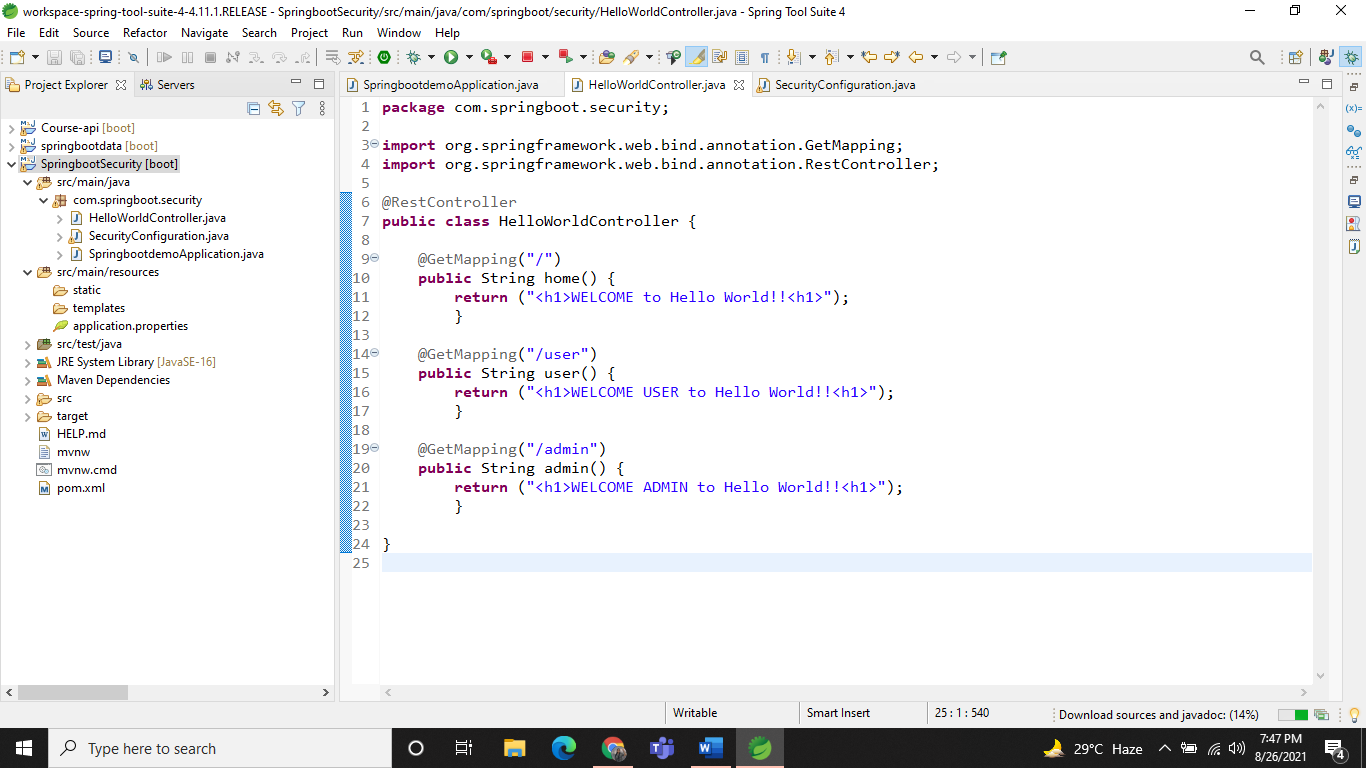 workspace-spring-tool-suite-4-4.11.1.RELEASE - SpringbootSecurity/src/main/java/com/springboot/security/HelloWorldController.java - Spring Tool Suite 4
File Edit Source Refactor Navigate Search Project Run Window Help
Project Explorer Servers
SpringbootdemoApplication.java HelloWorldController.java SecurityConfiguration.java
Course-api [boot]
springbootdata [boot]
SpringbootSecurity [boot]
src/main/java
com.springboot.security
HelloWorldController.java
SecurityConfiguration.java
SpringbootdemoApplication.java
src/main/resources
static
templates
application.properties
src/test/java
JRE System Library [JavaSE-16]
Maven Dependencies
src
target
HELP.md
mvnw
mvnw.cmd
pom.xml
1 package com.springboot.security;
2
3 import org.springframework.web.bind.annotation.GetMapping;
4 import org.springframework.web.bind.annotation.RestController;
5
6 @RestController
7 public class HelloWorldController {
8
9 @GetMapping("/")
10 public String home() {
11 return ("<h1>WELCOME to Hello World!!<h1>");
12 }
13
14 @GetMapping("/user")
15 public String user() {
16 return ("<h1>WELCOME USER to Hello World!!<h1>");
17 }
18
19 @GetMapping("/admin")
20 public String admin() {
21 return ("<h1>WELCOME ADMIN to Hello World!!<h1>");
22 }
23
24 }
25
Writable Smart Insert 25 : 1 : 540 Download sources and javadoc: (14%)
Type here to search
29°C Haze
7:47 PM
8/26/2021
4